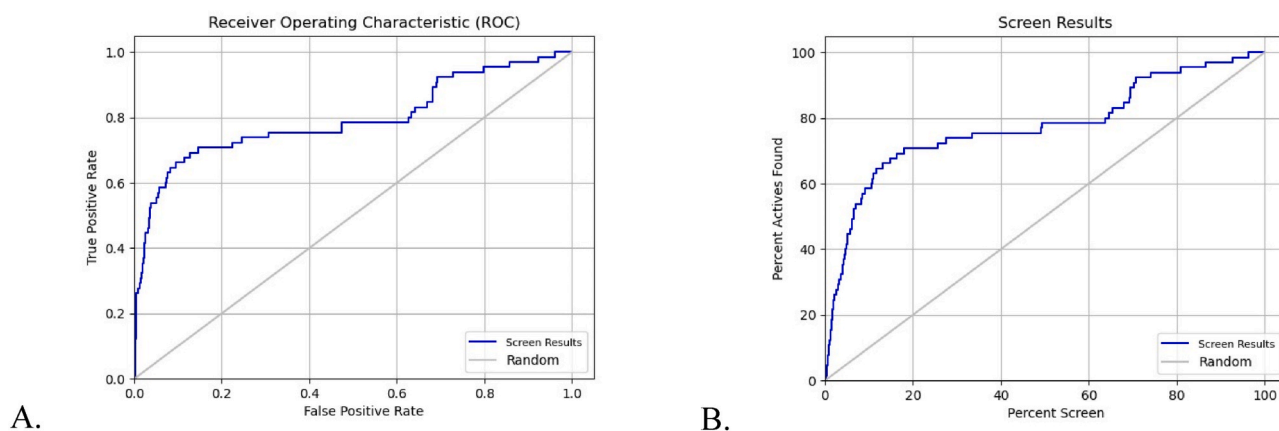 Receiver Operating Characteristic (ROC)
1.0
0.8
0.6
0.4
0.2
0.0
True Positive Rate
0.0 0.2 0.4 0.6 0.8 1.0
False Positive Rate
Screen Results
Random
A.
Screen Results
100
80
60
40
20
0
Percent Actives Found
0 20 40 60 80 100
Percent Screen
Screen Results
Random
B.